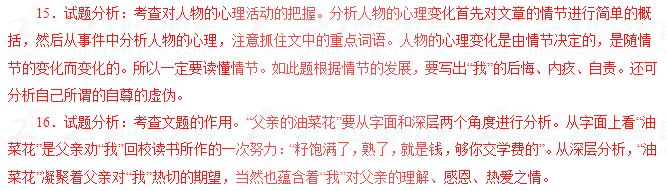 15．试题分析：考查对人物的心理活动的把握。分析人物的心理变化首先对文章的情节进行简单的概
括，然后从事件中分析人物的心理，注意抓住文中的重点词语。人物的心理变化是由情节决定的，是随情
节的变化而变化的。所以一定要读懂情节。如此题根据情节的发展，要写出“我”的后悔、内疚、自责。还可
分析自己所谓的自尊的虚伪。
16．试题分析：考查文题的作用。“父亲的油菜花”要从字面和深层两个角度进行分析。从字面上看“油
菜花”是父亲劝“我”回校读书所作的一次努力：“籽饱满了，熟了，就是钱，够你交学费的”。从深层分析，“油
菜花”凝聚着父亲对“我”热切的期望，当然也蕴含着“我”对父亲的理解、感恩、热爱之情。